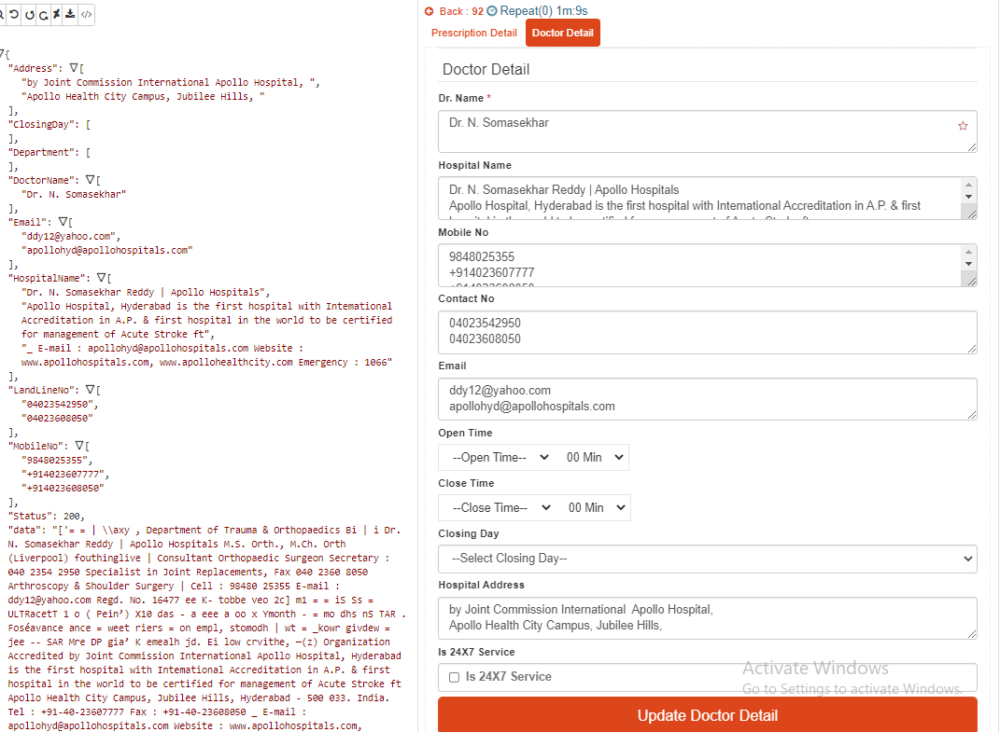 {
"Address": [
"by Joint Commission International Apollo Hospital, ",
"Apollo Health City Campus, Jubilee Hills, "
],
"ClosingDay": [
],
"Department": [
],
"DoctorName": [
"Dr. N. Somasekhar"
],
"Email": [
"ddy12@yahoo.com",
"apollohyd@apollohospitals.com"
],
"HospitalName": [
"Dr. N. Somasekhar Reddy | Apollo Hospitals",
"Apollo Hospital, Hyderabad is the first hospital with International
Accreditation in A.P. & first hospital in the world to be certified
for management of Acute Stroke ft",
"_ E-mail : apollohyd@apollohospitals.com Website :
www.apollohospitals.com, www.apollohealthcity.com Emergency : 1066"
],
"LandLineNo": [
"04023542950",
"04023608050"
],
"MobileNo": [
"9848025355",
"+914023607777",
"+914023608050"
],
"Status": 200,
"data": "['= = | \\axy , Department of Trauma & Orthopaedics Bi | i Dr.
N. Somasekhar Reddy | Apollo Hospitals M.S. Orth., M.Ch. Orth
(Liverpool) fouthinglive | Consultant Orthopaedic Surgeon Secretary :
040 2354 2950 Specialist in Joint Replacements, Fax 040 2360 8050
Arthroscopy & Shoulder Surgery | Cell : 98480 25355 E-mail :
ddy12@yahoo.com Regd. No. 16477 ee K- tobbe veo 2c] m1 = = iS Ss =
ULTRacetT 1 o ( Pein’) X10 das - a eee a oo x Ymonth - = mo dhs nS TAR .
Foséavance ance = weet riers = on empl, stomodh | wt = _kowr givdew =
jee -- SAR Mre DP gia’ K emealh jd. Ei low crvithe, —(z) Organization
Accredited by Joint Commission International Apollo Hospital, Hyderabad
is the first hospital with International Accreditation in A.P. & first
hospital in the world to be certified for management of Acute Stroke ft
Apollo Health City Campus, Jubilee Hills, Hyderabad - 500 033. India.
Tel : +91-40-23607777 Fax : +91-40-23608050 _ E-mail :
apollohyd@apollohospitals.com Website : www.apollohospitals.com,
Back : 92 Repeat(0) 1m:9s
Prescription Detail Doctor Detail
Doctor Detail
Dr. Name *
Dr. N. Somasekhar
Hospital Name
Dr. N. Somasekhar Reddy | Apollo Hospitals
Apollo Hospital, Hyderabad is the first hospital with International Accreditation in A.P. & first
Mobile No
9848025355
+914023607777
+914023608050
Contact No
04023542950
04023608050
Email
ddy12@yahoo.com
apollohyd@apollohospitals.com
Open Time
--Open Time-- 00 Min
Close Time
--Close Time-- 00 Min
Closing Day
--Select Closing Day--
Hospital Address
by Joint Commission International Apollo Hospital,
Apollo Health City Campus, Jubilee Hills,
Is 24X7 Service
Is 24X7 Service
Activate Windows
Go to Settings to activate Windows.
Update Doctor Detail